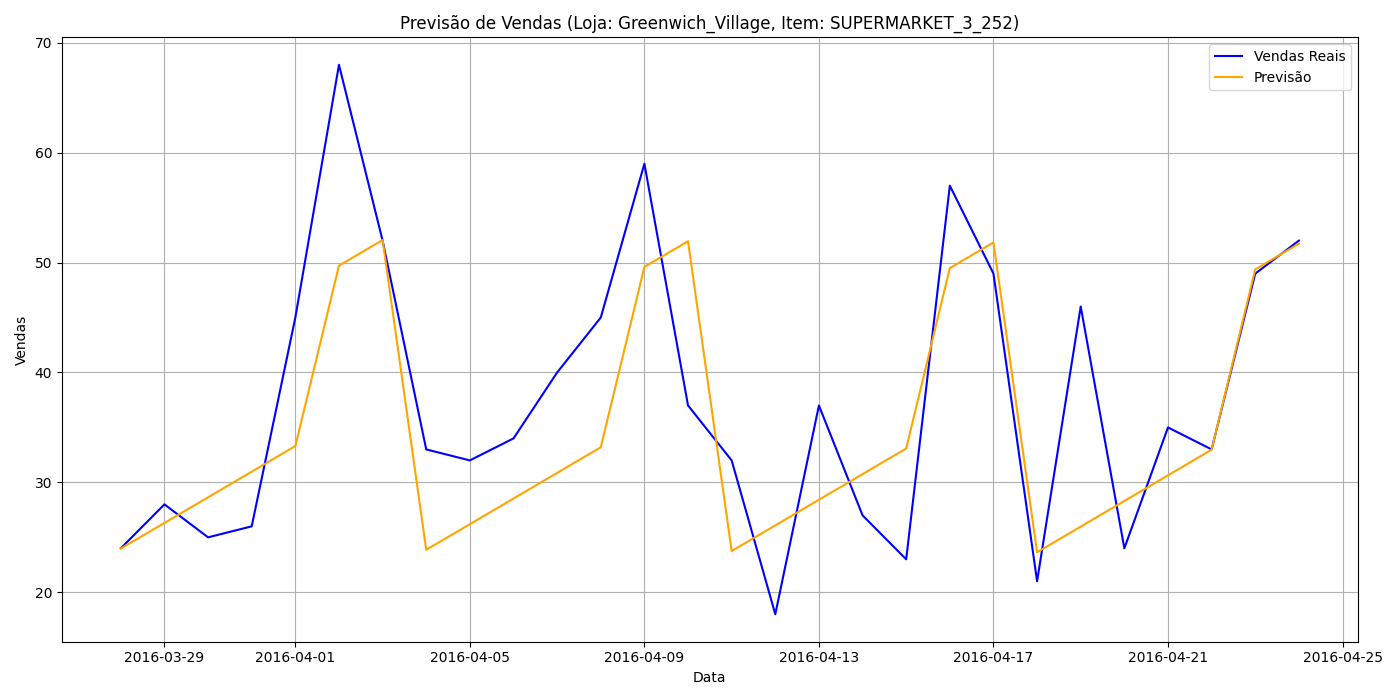 Previsão de Vendas (Loja: Greenwich_Village, Item: SUPERMARKET_3_252)
Vendas Reais
Previsão
70
60
50
40
30
20
Vendas
2016-03-29 2016-04-01 2016-04-05 2016-04-09 2016-04-13 2016-04-17 2016-04-21 2016-04-25
Data